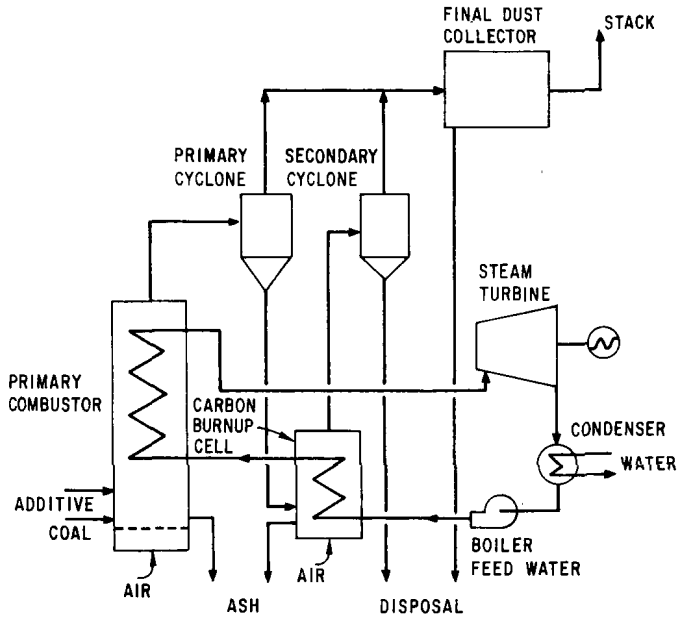 FINAL DUST
COLLECTOR
STACK
PRIMARY
CYCLONE
SECONDARY
CYCLONE
STEAM
TURBINE
PRIMARY
COMBUSTOR
CARBON
BURNUP
CELL
CONDENSER
WATER
ADDITIVE
COAL
BOILER
FEED WATER
AIR
AIR
ASH
DISPOSAL